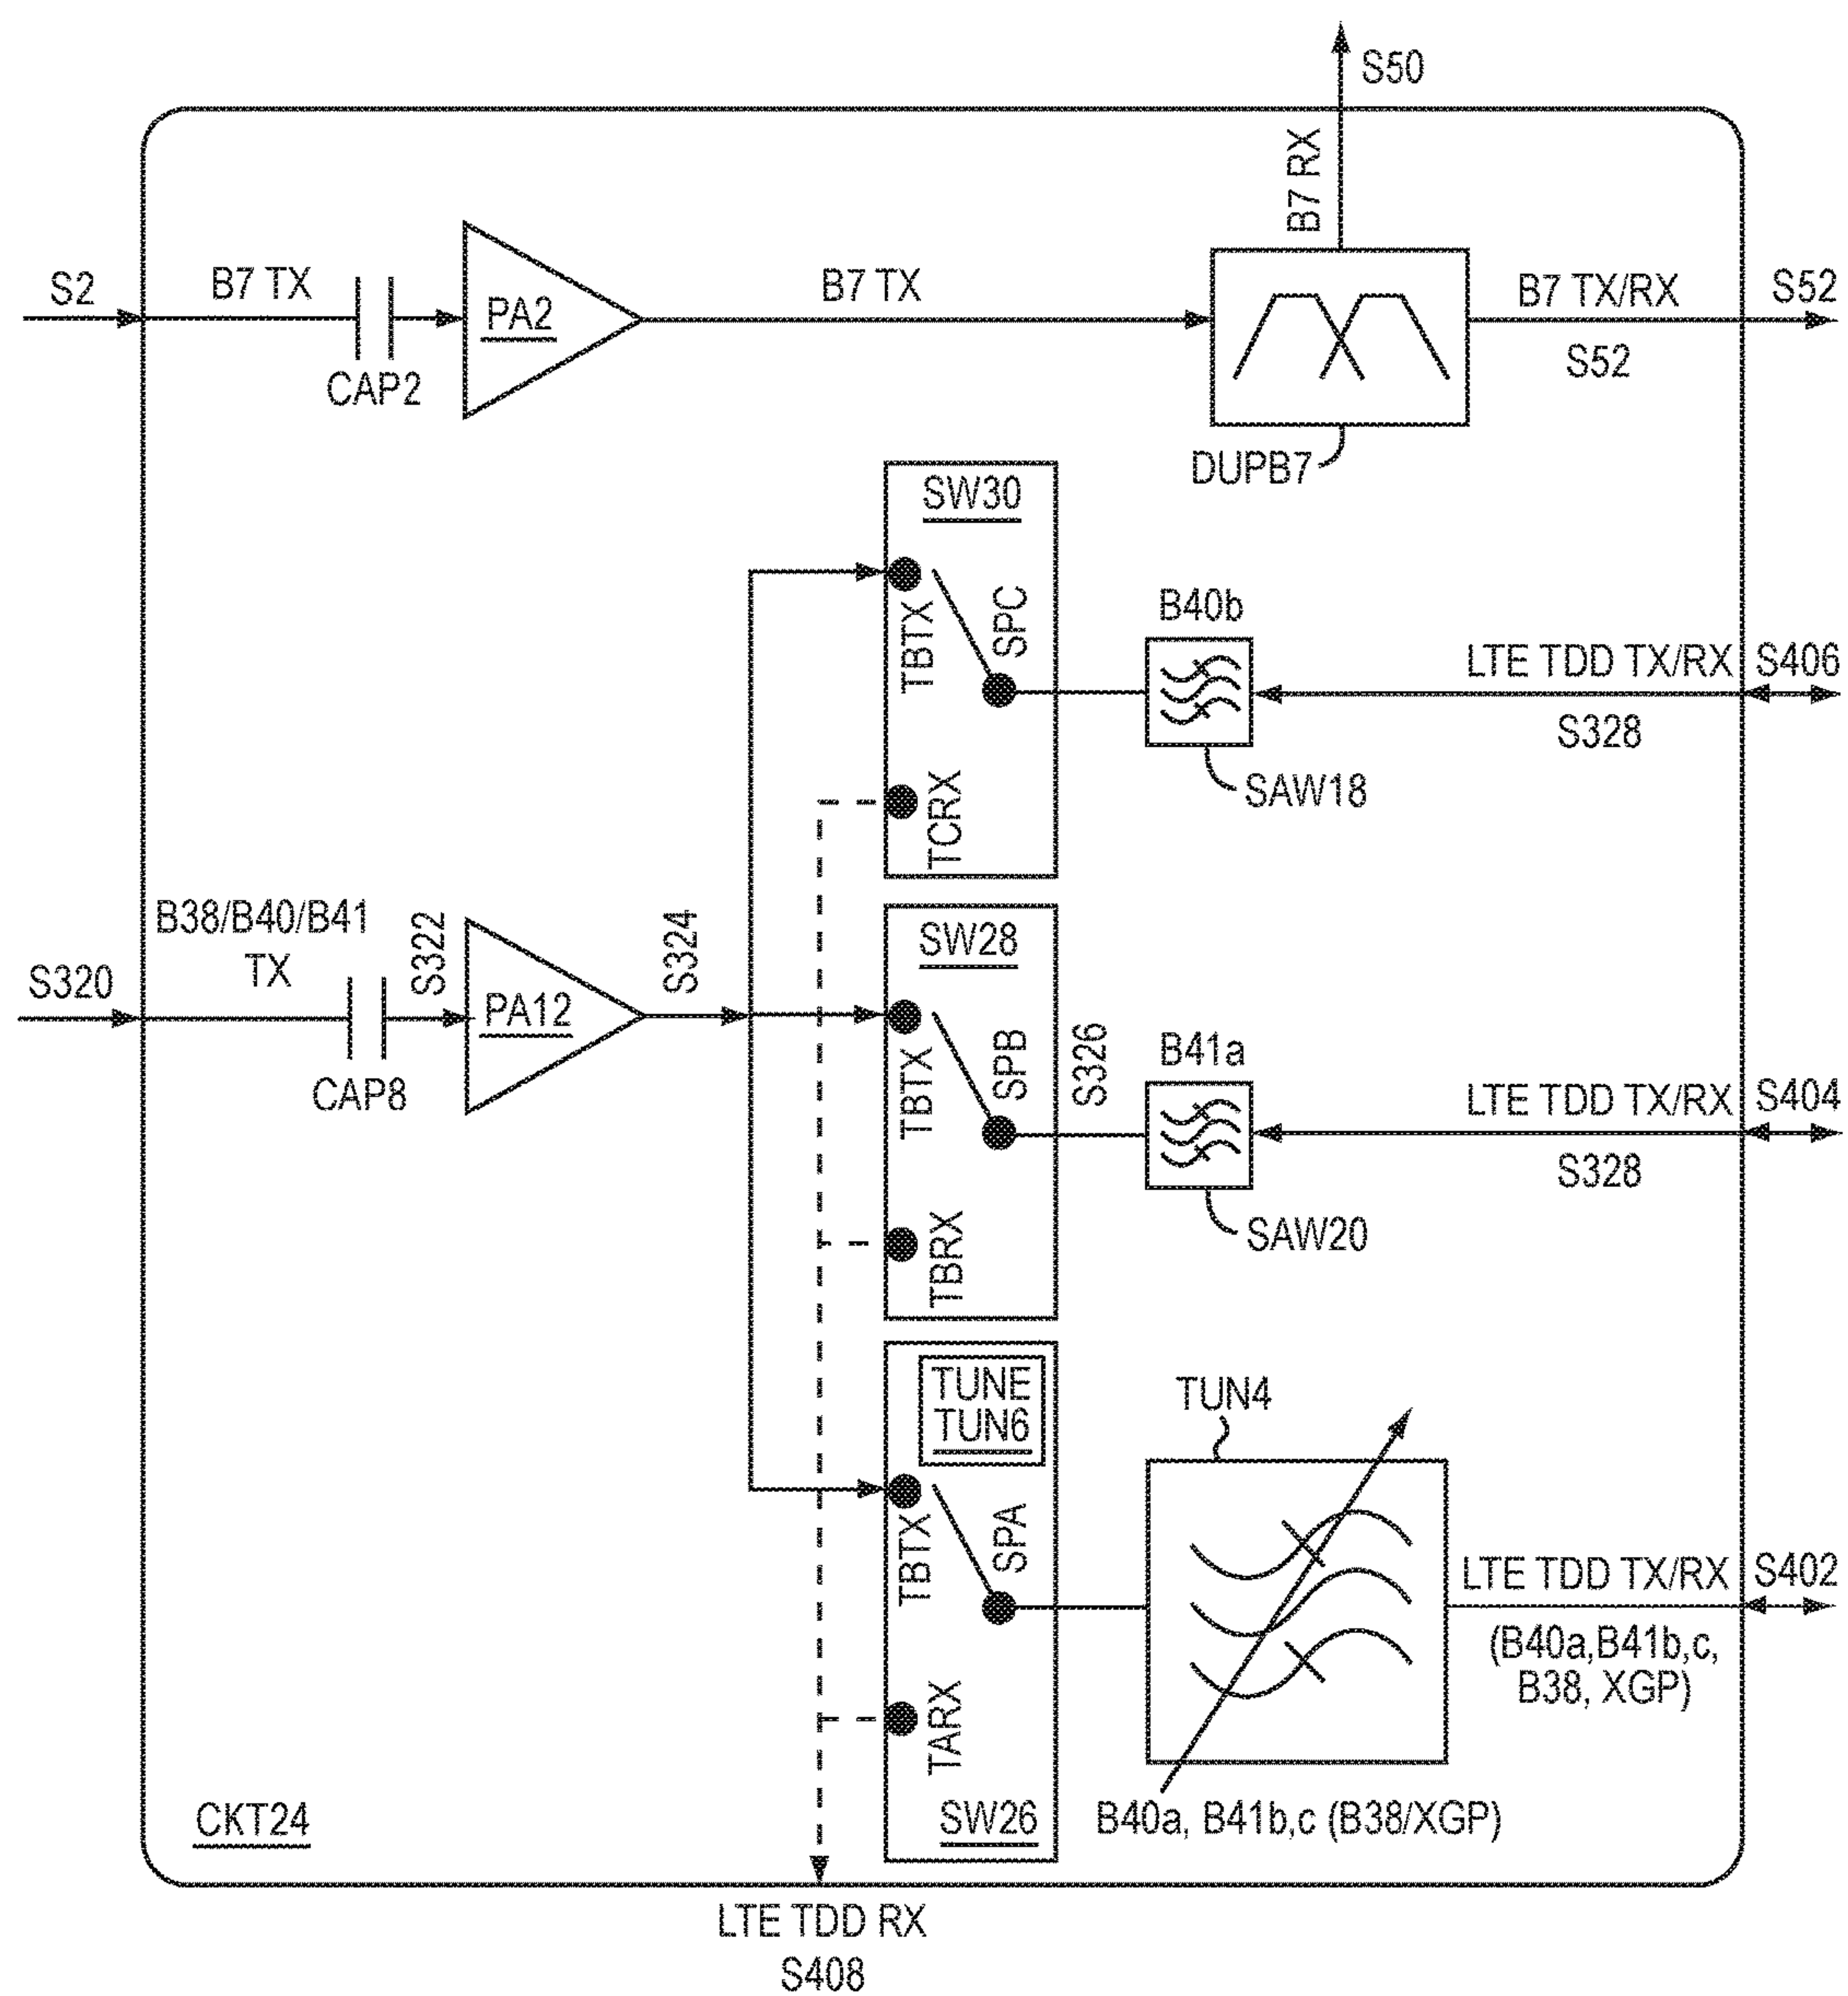 S50
B7 RX
S2
B7 TX
CAP2
PA2
B7 TX
B7 TX/RX
S52
S52
DUPB7
SW30
TBTX
SPC
TCRX
B40b
SAW18
LTE TDD TX/RX
S406
S328
B38/B40/B41
TX
S320
S322
CAP8
PA12
S324
SW28
TBTX
SPB
TBRX
S326
B41a
SAW20
LTE TDD TX/RX
S404
S328
TUNE
TUN6
TBTX
SPA
TARX
SW26
TUN4
B40a, B41b,c (B38/XGP)
LTE TDD TX/RX
S402
(B40a,B41b,c,
B38, XGP)
CKT24
LTE TDD RX
S408